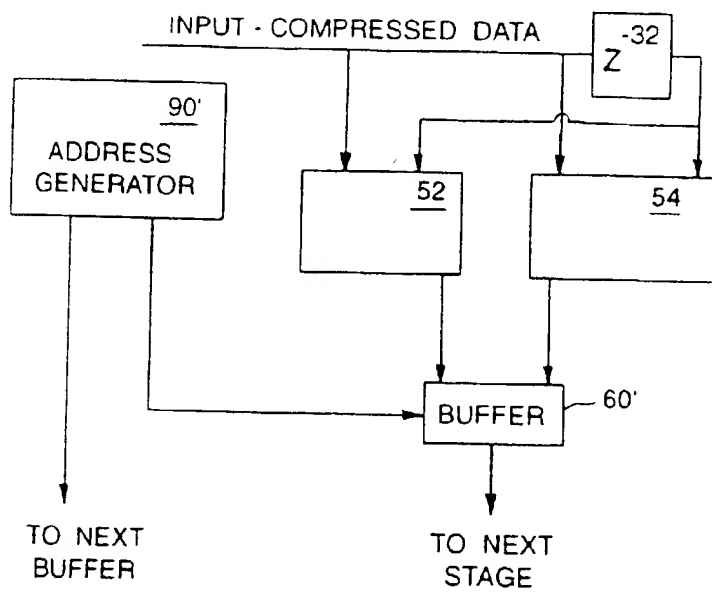 INPUT - COMPRESSED DATA
Z -32
90'
ADDRESS
GENERATOR
52
54
BUFFER
60'
TO NEXT
BUFFER
TO NEXT
STAGE